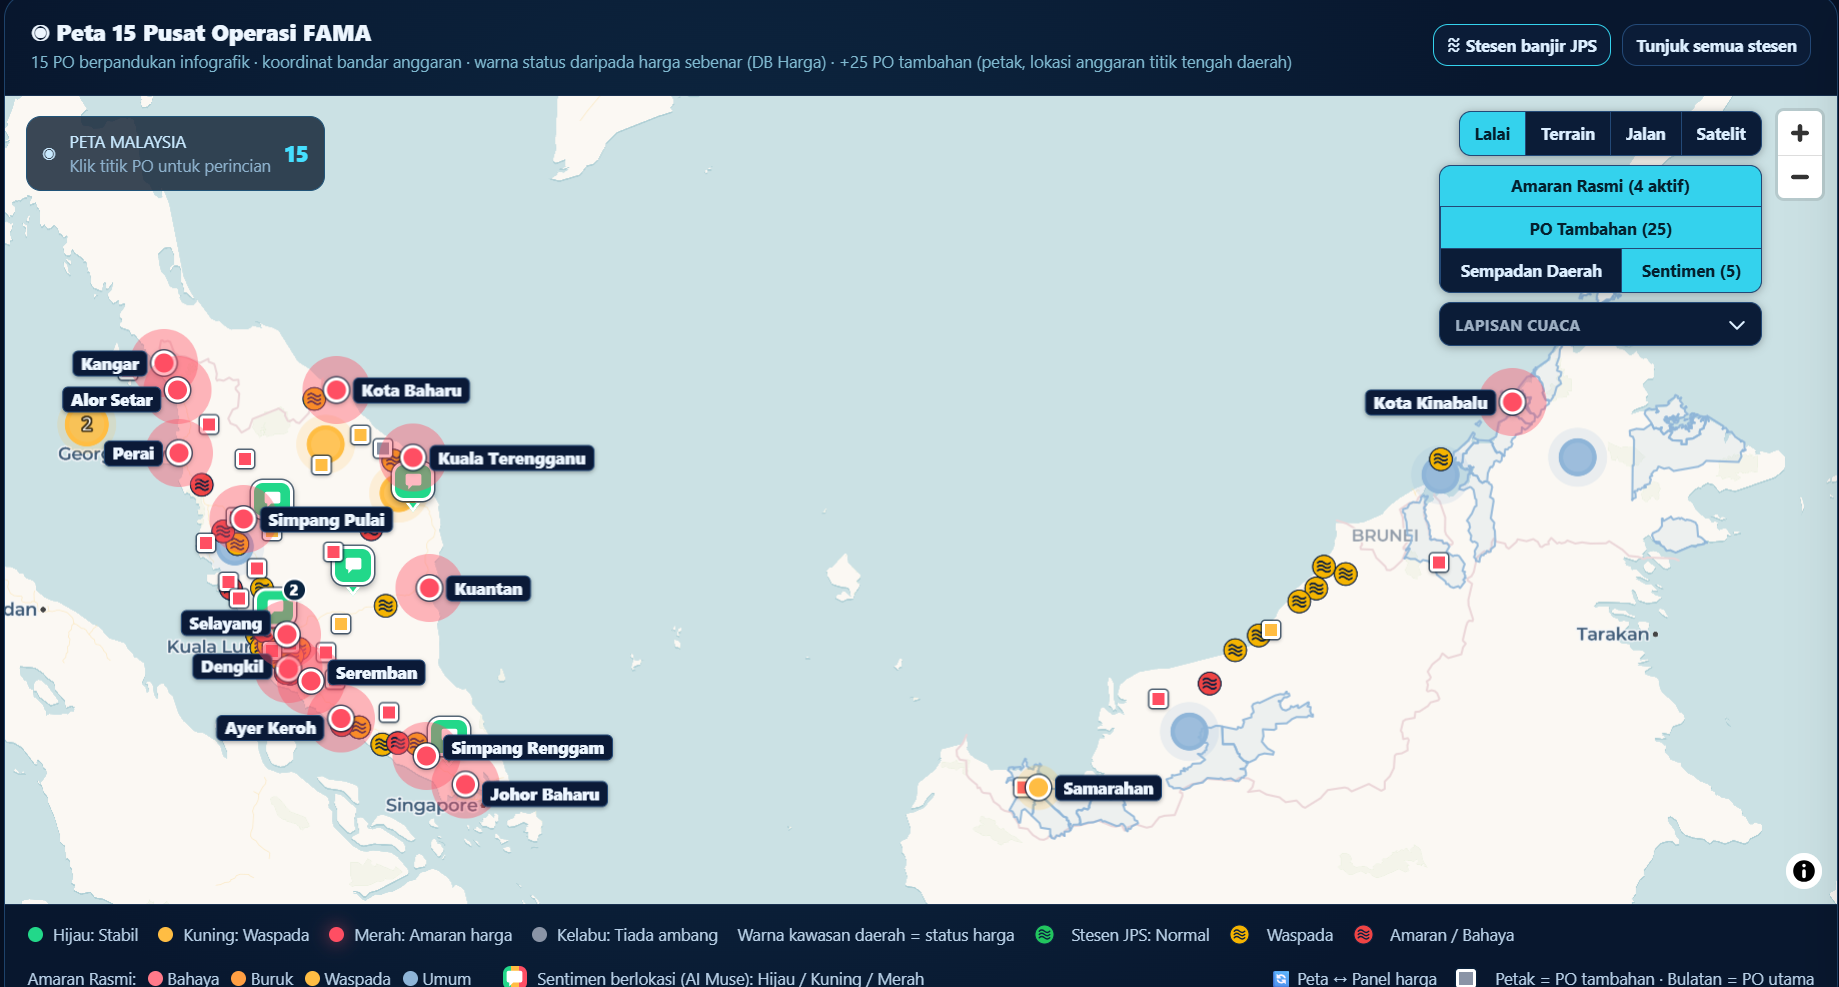 Peta 15 Pusat Operasi FAMA
15 PO berpandukan infografik · koordinat bandar anggaran · warna status daripada harga sebenar (DB Harga) · +25 PO tambahan (petak, lokasi anggaran titik tengah daerah)
Stesen banjir JPS
Tunjuk semua stesen
PETA MALAYSIA
Klik titik PO untuk perincian
15
Lalai
Terrain
Jalan
Satelit
+
−
Amaran Rasmi (4 aktif)
PO Tambahan (25)
Sempadan Daerah
Sentimen (5)
LAPISAN CUACA
Kangar
Alor Setar
Kota Baharu
2
Geor
Perai
Kuala Terengganu
Kota Kinabalu
Simpang Pulai
BRUNEI
Kuantan
2
dan
Selayang
Kuala Lur
Tarakan
Dengkil
Seremban
Ayer Keroh
Simpang Renggam
Johor Baharu
Singapore
Samarahan
Hijau: Stabil
Kuning: Waspada
Merah: Amaran harga
Kelabu: Tiada ambang
Warna kawasan daerah = status harga
Stesen JPS: Normal
Waspada
Amaran / Bahaya
Amaran Rasmi:
Bahaya
Buruk
Waspada
Umum
Sentimen berlokasi (AI Muse): Hijau / Kuning / Merah
Peta ↔ Panel harga
Petak = PO tambahan · Bulatan = PO utama